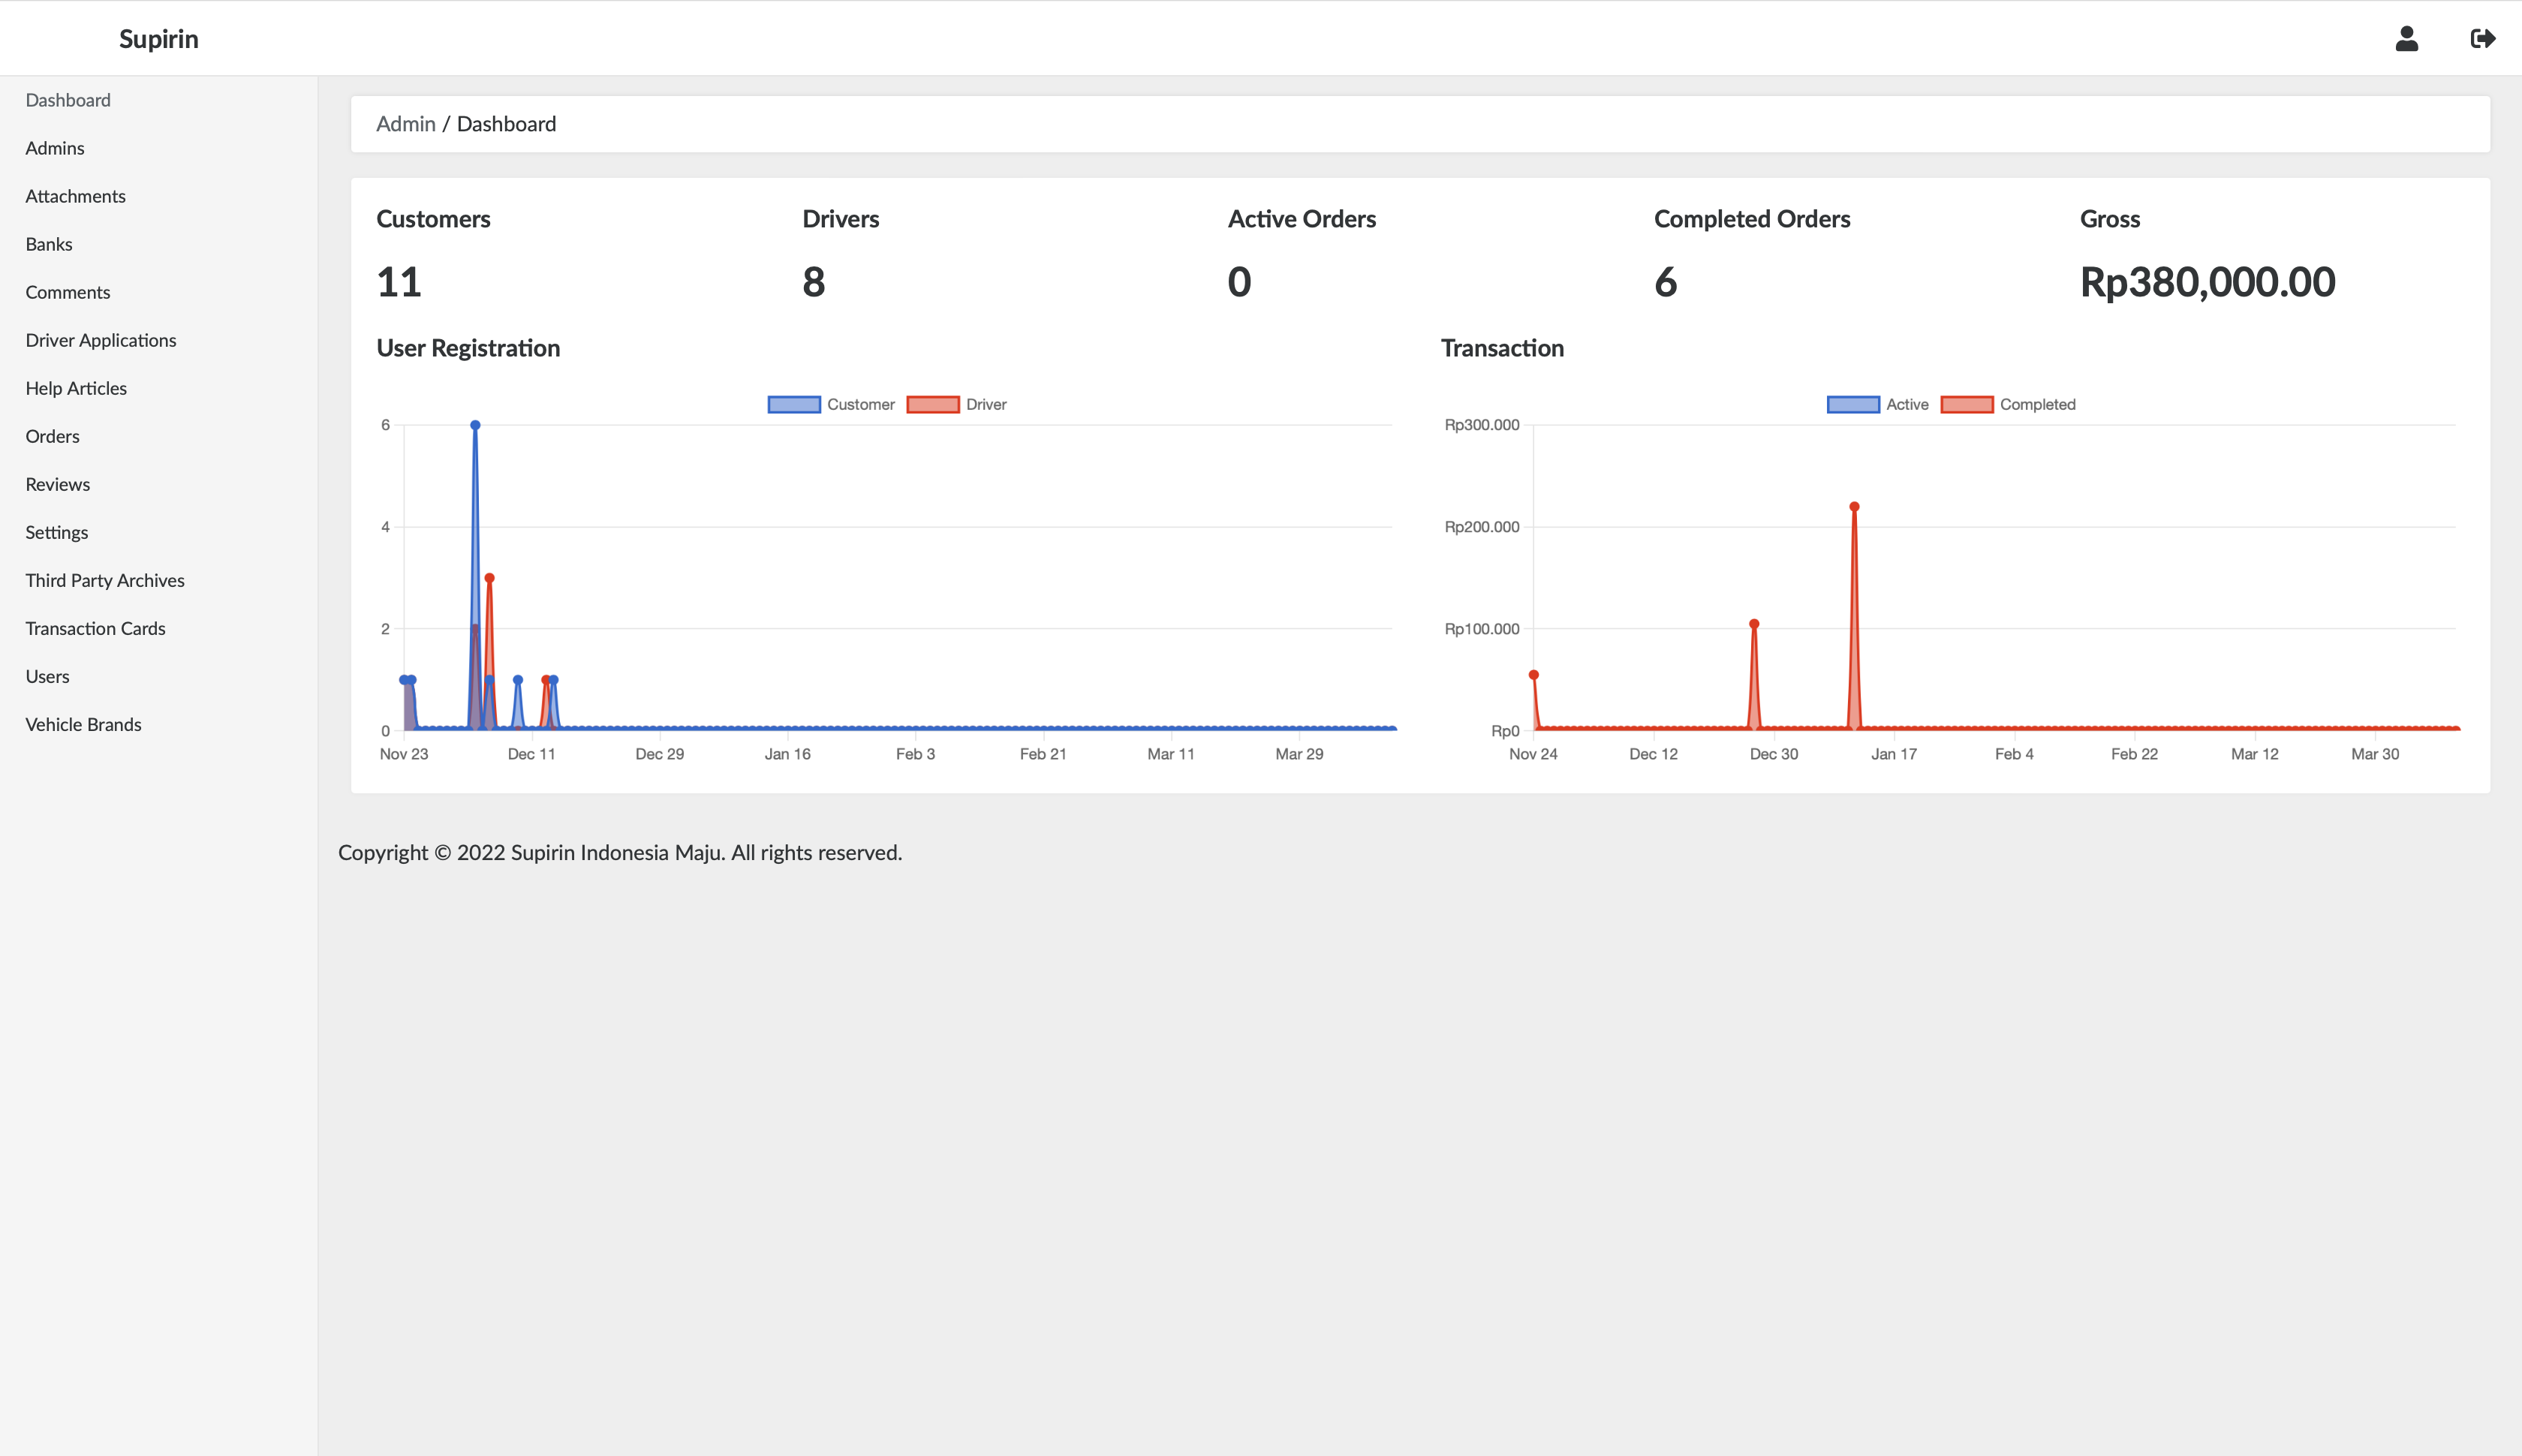 Supirin
Dashboard
Admins
Attachments
Banks
Comments
Driver Applications
Help Articles
Orders
Reviews
Settings
Third Party Archives
Transaction Cards
Users
Vehicle Brands
Admin / Dashboard
Customers
11
Drivers
8
Active Orders
0
Completed Orders
6
Gross
Rp380,000.00
User Registration
Customer Driver
6
4
2
0
Nov 23 Dec 11 Dec 29 Jan 16 Feb 3 Feb 21 Mar 11 Mar 29
Transaction
Active Completed
Rp300.000
Rp200.000
Rp100.000
Rp0
Nov 24 Dec 12 Dec 30 Jan 17 Feb 4 Feb 22 Mar 12 Mar 30
Copyright © 2022 Supirin Indonesia Maju. All rights reserved.